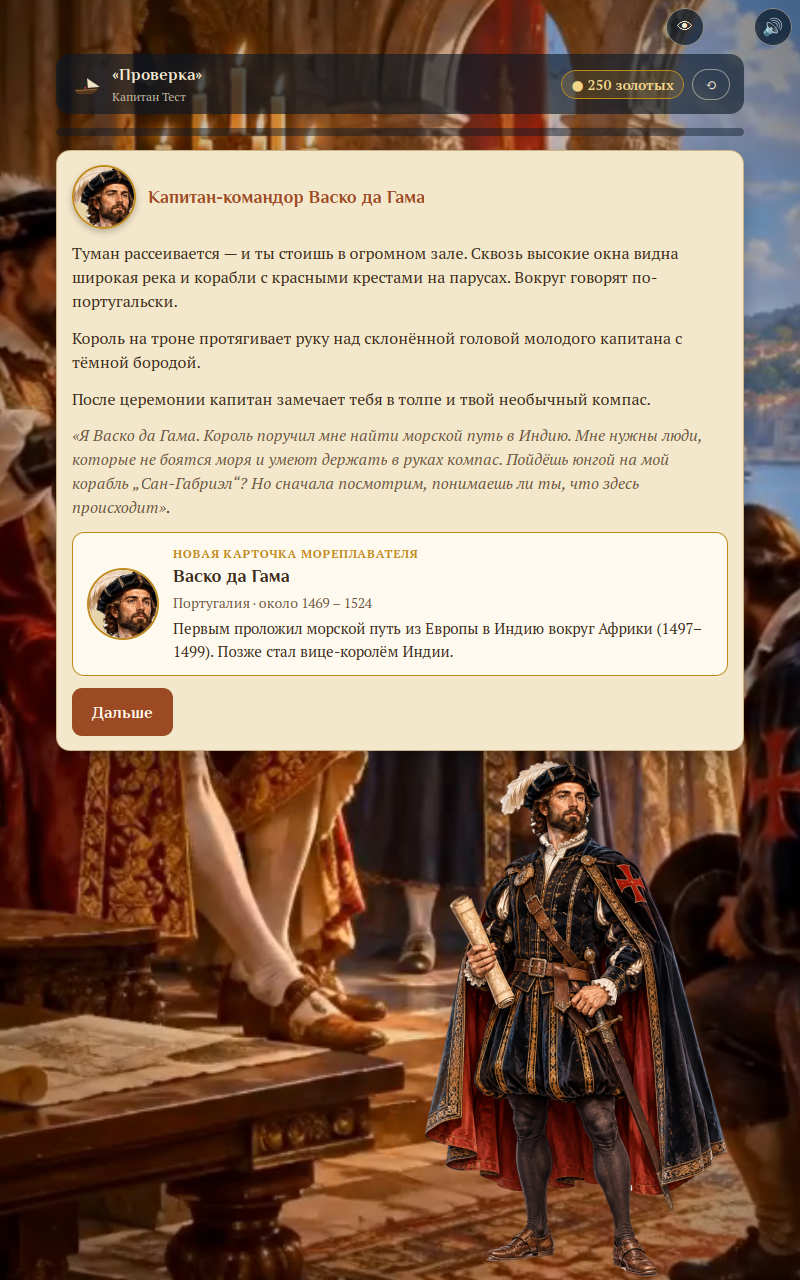 «Проверка»
Капитан Тест
250 золотых
Капитан-командор Васко да Гама
Туман рассеивается — и ты стоишь в огромном зале. Сквозь высокие окна видна
широкая река и корабли с красными крестами на парусах. Вокруг говорят по-
португальски.
Король на троне протягивает руку над склонённой головой молодого капитана с
тёмной бородой.
После церемонии капитан замечает тебя в толпе и твой необычный компас.
«Я Васко да Гама. Король поручил мне найти морской путь в Индию. Мне нужны люди,
которые не боятся моря и умеют держать в руках компас. Пойдёшь юнгой на мой
корабль „Сан-Габриэл“? Но сначала посмотрим, понимаешь ли ты, что здесь
происходит».
НОВАЯ КАРТОЧКА МОРЕПЛАВАТЕЛЯ
Васко да Гама
Португалия · около 1469 – 1524
Первым проложил морской путь из Европы в Индию вокруг Африки (1497–
1499). Позже стал вице-королём Индии.
Дальше